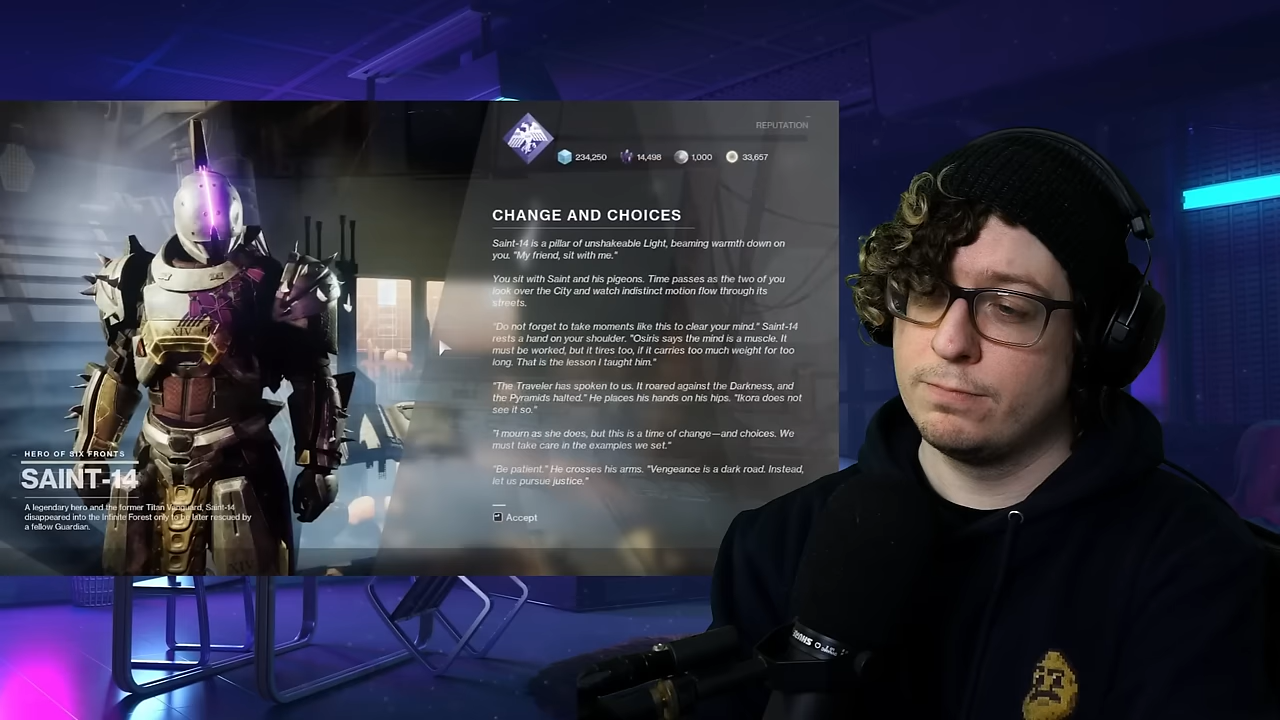 REPUTATION
234,250 14,498 1,000 33,657
CHANGE AND CHOICES
Saint-14 is a pillar of unshakeable Light, beaming warmth down on
you. "My friend, sit with me."
You sit with Saint and his pigeons. Time passes as the two of you
look over the City and watch indistinct motion flow through its
streets.
"Do not forget to take moments like this to clear your mind." Saint-14
rests a hand on your shoulder. "Osiris says the mind is a muscle. It
must be worked, but it tires too, if it carries too much weight for too
long. That is the lesson I taught him."
"The Traveler has spoken to us. It roared against the Darkness, and
the Pyramids halted." He places his hands on his hips. "Ikora does not
see it so."
"I mourn as she does, but this is a time of change—and choices. We
must take care in the examples we set."
"Be patient." He crosses his arms. "Vengeance is a dark road. Instead,
let us pursue justice."
Accept
HERO OF SIX FRONTS
SAINT-14
A legendary hero and the former Titan Vanguard, Saint-14
disappeared into the Infinite Forest only to be later rescued by
a fellow Guardian.
XIV